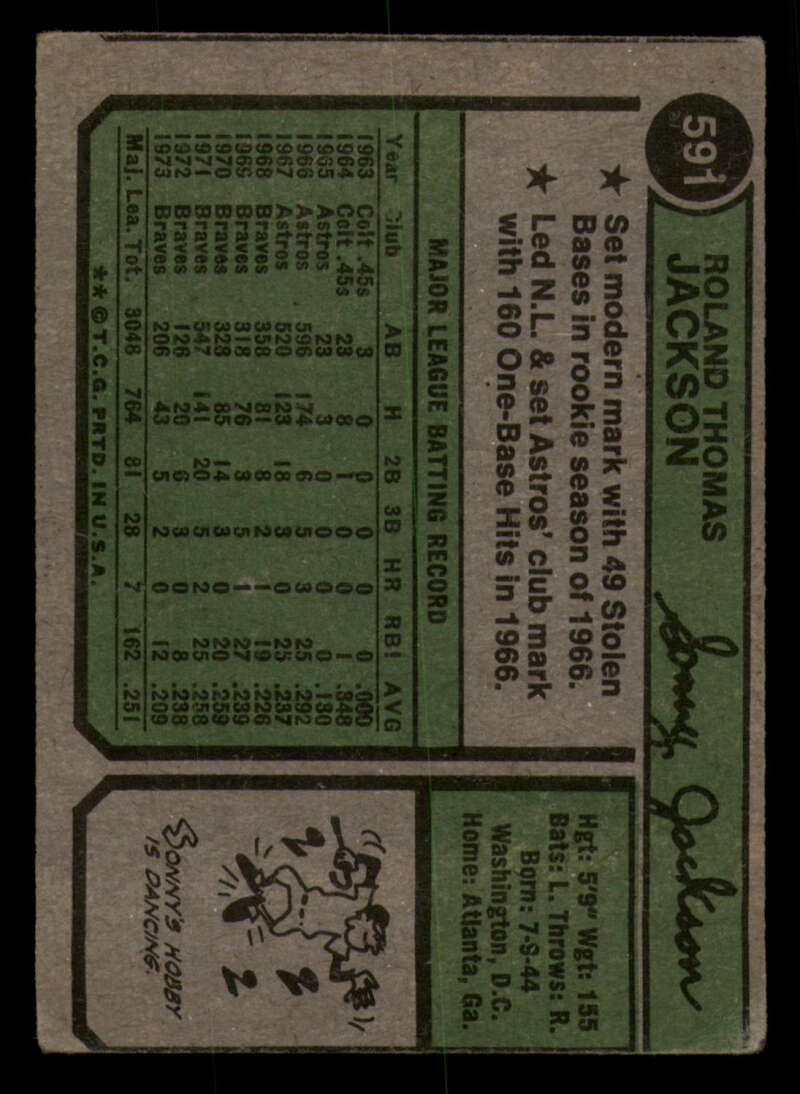 591
ROLAND THOMAS
JACKSON
Sonny Jackson
★ Set modern mark with 49 Stolen
Bases in rookie season of 1966.
★ Led N.L. & set Astros' club mark
with 160 One-Base Hits in 1966.
Hgt: 5'9" Wgt: 155
Bats: L. Throws: R.
Born: 7-9-44
Washington, D.C.
Home: Atlanta, Ga.
MAJOR LEAGUE BATTING RECORD
Year Club AB H 2B 3B HR RBI AVG
1963 Colt .45s 3 0 0 0 0 0 .000
1964 Colt .45s 23 8 1 0 0 1 .348
1965 Astros 23 3 0 0 0 0 .130
1966 Astros 596 174 6 5 3 25 .292
1967 Astros 520 123 18 3 0 25 .237
1968 Braves 358 81 8 2 1 19 .226
1969 Braves 318 76 3 5 1 27 .239
1970 Braves 328 85 14 3 0 20 .259
1971 Braves 547 141 20 5 2 25 .258
1972 Braves 126 20 6 3 0 8 .238
1973 Braves 206 43 5 2 0 12 .209
Maj. Lea. Tot. 3048 764 81 28 7 162 .251
** © T.C.G. PRTD. IN U.S.A.
2 2
2 2
SONNY'S HOBBY
IS DANCING.